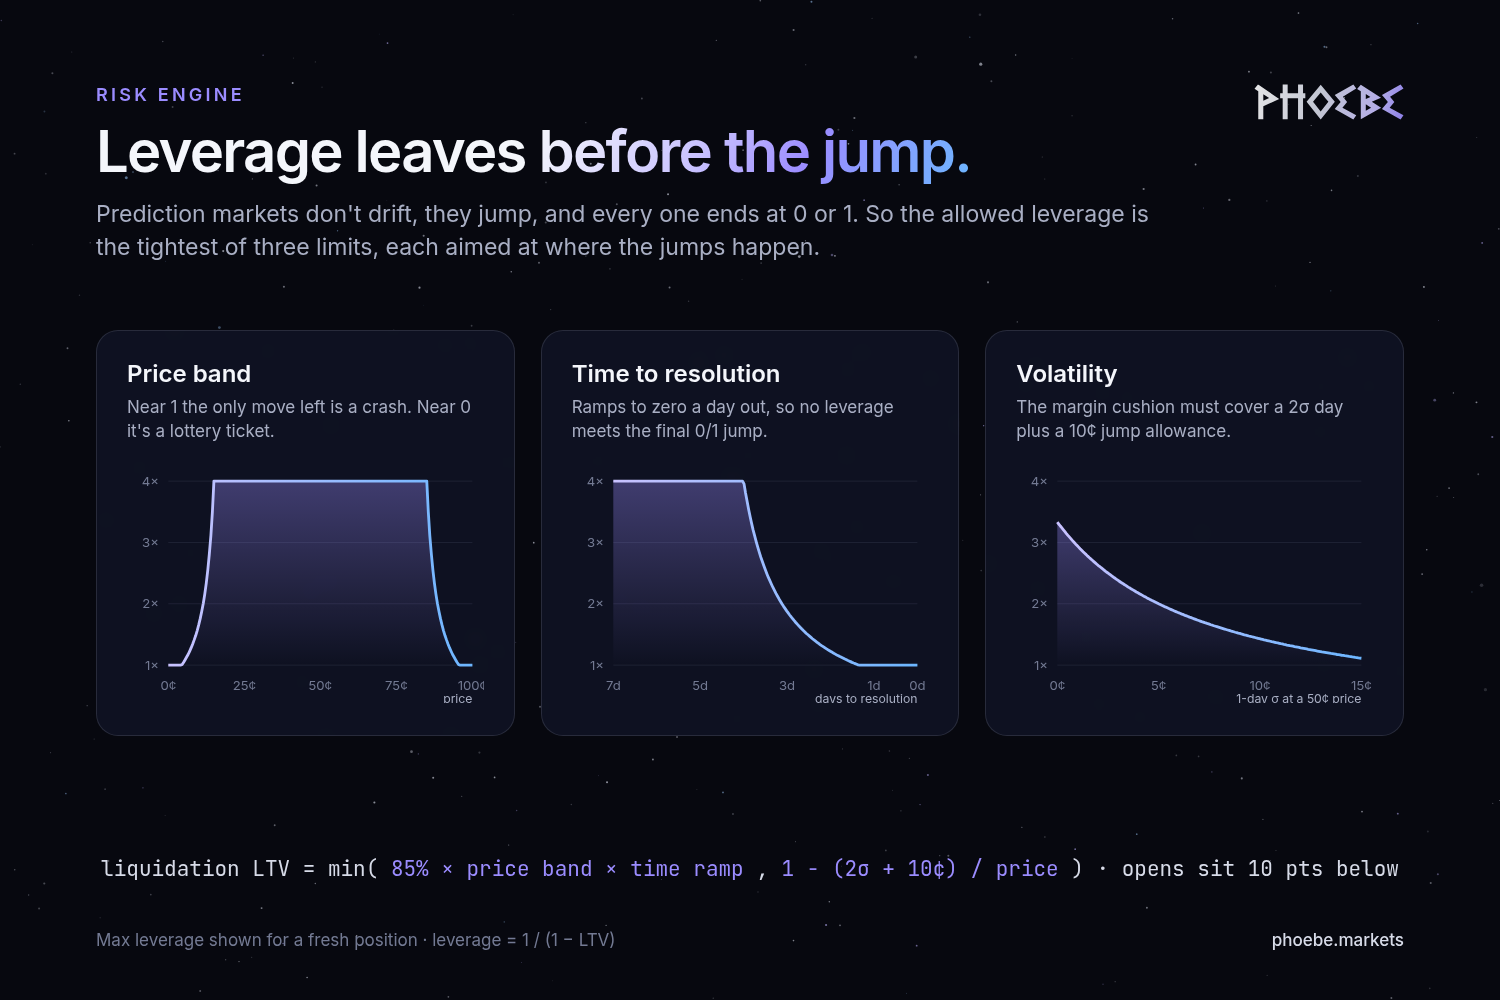 RISK ENGINE
PHOEBE
Leverage leaves before the jump.
Prediction markets don't drift, they jump, and every one ends at 0 or 1. So the allowed leverage is
the tightest of three limits, each aimed at where the jumps happen.
Price band
Near 1 the only move left is a crash. Near 0
it's a lottery ticket.
4×
3×
2×
1×
0¢ 25¢ 50¢ 75¢ 100¢
price
Time to resolution
Ramps to zero a day out, so no leverage
meets the final 0/1 jump.
4×
3×
2×
1×
7d 5d 3d 1d 0d
days to resolution
Volatility
The margin cushion must cover a 2σ day
plus a 10¢ jump allowance.
4×
3×
2×
1×
0¢ 5¢ 10¢ 15¢
1-day σ at a 50¢ price
liquidation LTV = min( 85% × price band × time ramp , 1 - (2σ + 10¢) / price ) · opens sit 10 pts below
Max leverage shown for a fresh position · leverage = 1 / (1 − LTV)
phoebe.markets